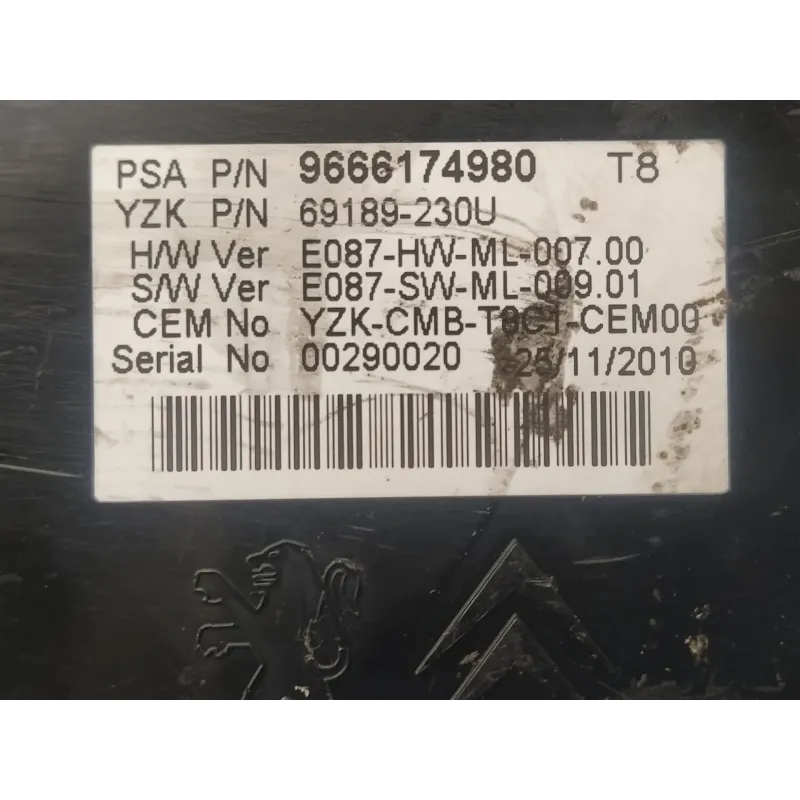 PSA P/N 9666174980 T8
YZK P/N 69189-230U
H/W Ver E087-HW-ML-007.00
S/W Ver E087-SW-ML-009.01
CEM No YZK-CMB-T8C1-CEM00
Serial No 00290020 25/11/2010